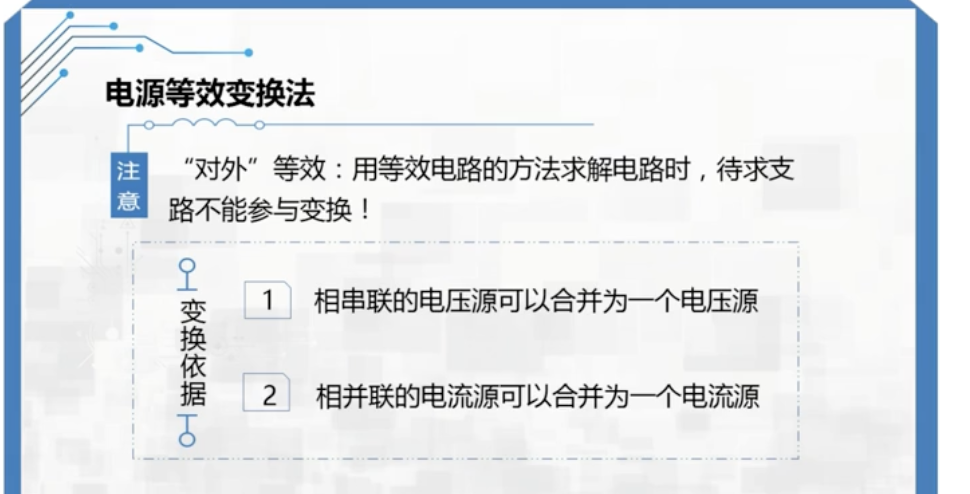 电源等效变换法
注意
“对外”等效：用等效电路的方法求解电路时，待求支
路不能参与变换！
变换依据
1 相串联的电压源可以合并为一个电压源
2 相并联的电流源可以合并为一个电流源